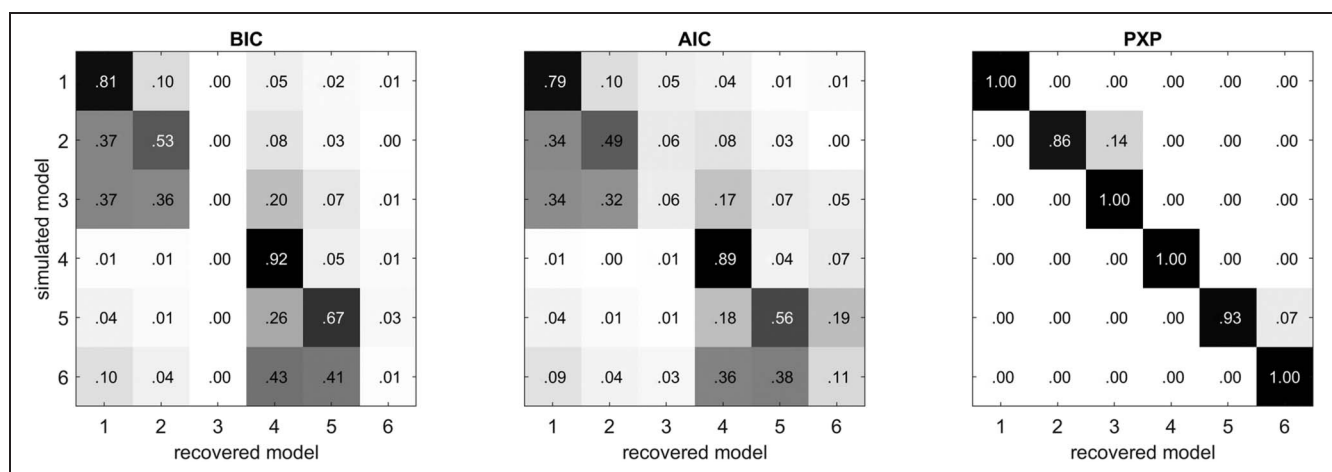 BIC AIC PXP
1 .81 .10 .00 .05 .02 .01 .79 .10 .05 .04 .01 .01 1.00 .00 .00 .00 .00 .00
2 .37 .53 .00 .08 .03 .00 .34 .49 .06 .08 .03 .00 .00 .86 .14 .00 .00 .00
3 .37 .36 .00 .20 .07 .01 .34 .32 .06 .17 .07 .05 .00 .00 1.00 .00 .00 .00
simulated model
4 .01 .01 .00 .92 .05 .01 .01 .00 .01 .89 .04 .07 .00 .00 .00 1.00 .00 .00
5 .04 .01 .00 .26 .67 .03 .04 .01 .01 .18 .56 .19 .00 .00 .00 .00 .93 .07
6 .10 .04 .00 .43 .41 .01 .09 .04 .03 .36 .38 .11 .00 .00 .00 .00 .00 1.00
1 2 3 4 5 6 1 2 3 4 5 6 1 2 3 4 5 6
recovered model recovered model recovered model